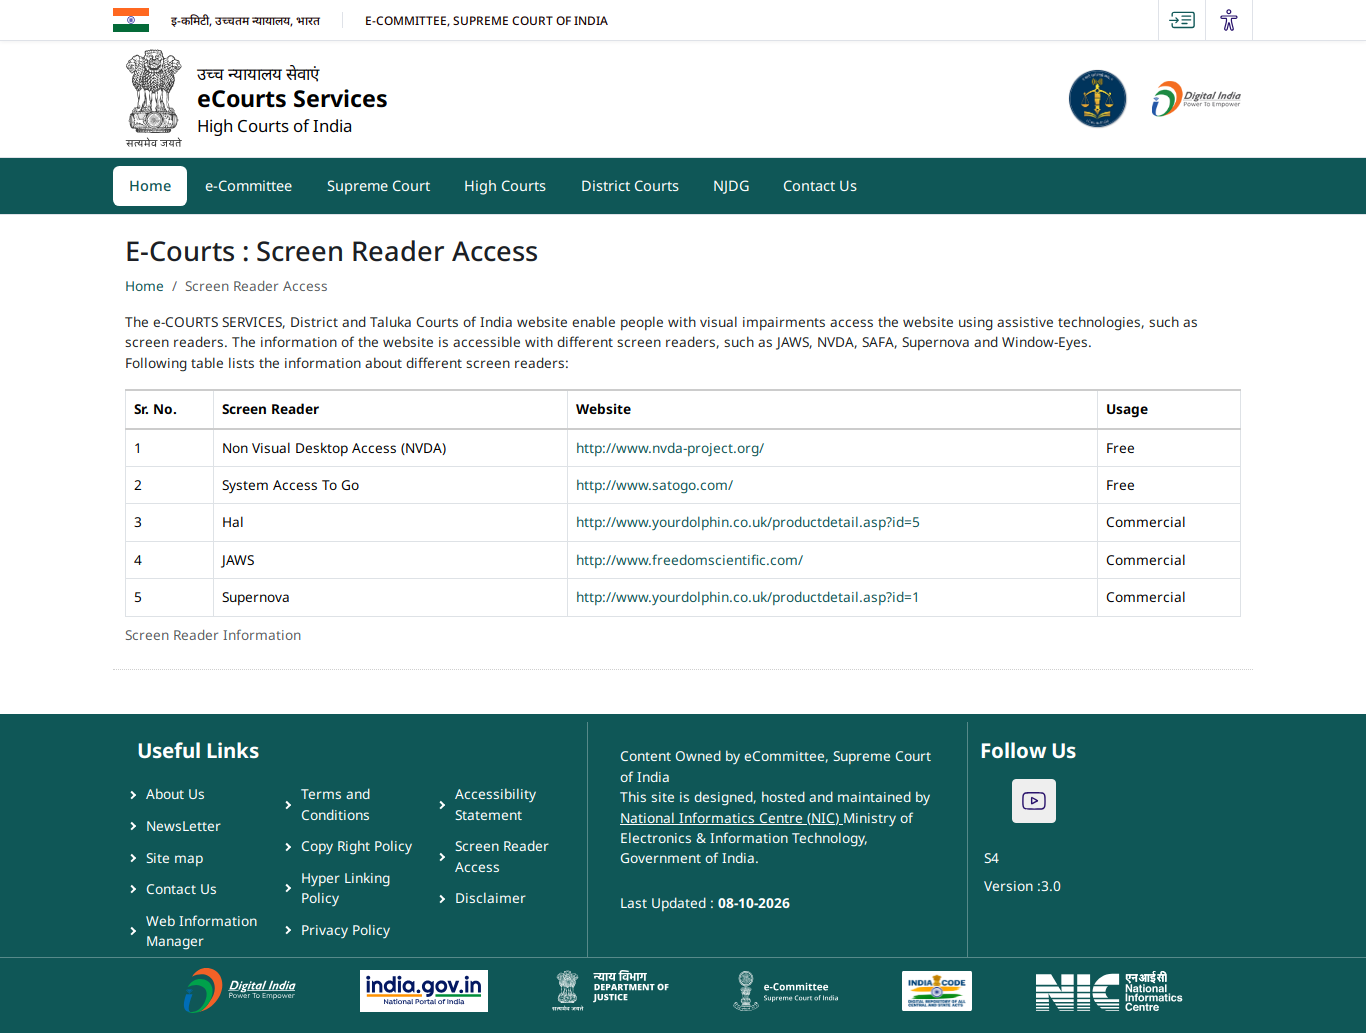 इ-कमिटी, उच्चतम न्यायालय, भारत
E-COMMITTEE, SUPREME COURT OF INDIA
सत्यमेव जयते
उच्च न्यायालय सेवाएं
eCourts Services
High Courts of India
Digital India
Power To Empower
Home
e-Committee
Supreme Court
High Courts
District Courts
NJDG
Contact Us
E-Courts : Screen Reader Access
Home / Screen Reader Access
The e-COURTS SERVICES, District and Taluka Courts of India website enable people with visual impairments access the website using assistive technologies, such as
screen readers. The information of the website is accessible with different screen readers, such as JAWS, NVDA, SAFA, Supernova and Window-Eyes.
Following table lists the information about different screen readers:
Sr. No. Screen Reader Website Usage
1 Non Visual Desktop Access (NVDA) http://www.nvda-project.org/ Free
2 System Access To Go http://www.satogo.com/ Free
3 Hal http://www.yourdolphin.co.uk/productdetail.asp?id=5 Commercial
4 JAWS http://www.freedomscientific.com/ Commercial
5 Supernova http://www.yourdolphin.co.uk/productdetail.asp?id=1 Commercial
Screen Reader Information
Useful Links
About Us
NewsLetter
Site map
Contact Us
Web Information
Manager
Terms and
Conditions
Copy Right Policy
Hyper Linking
Policy
Privacy Policy
Accessibility
Statement
Screen Reader
Access
Disclaimer
Content Owned by eCommittee, Supreme Court
of India
This site is designed, hosted and maintained by
National Informatics Centre (NIC) Ministry of
Electronics & Information Technology,
Government of India.
Last Updated : 08-10-2026
Follow Us
S4
Version :3.0
Digital India
Power To Empower
india.gov.in
National Portal of India
सत्यमेव जयते
न्याय विभाग
DEPARTMENT OF
JUSTICE
e-Committee
Supreme Court of India
INDIA CODE
DIGITAL REPOSITORY OF ALL
CENTRAL AND STATE ACTS
NIC
एनआईसी
National
Informatics
Centre